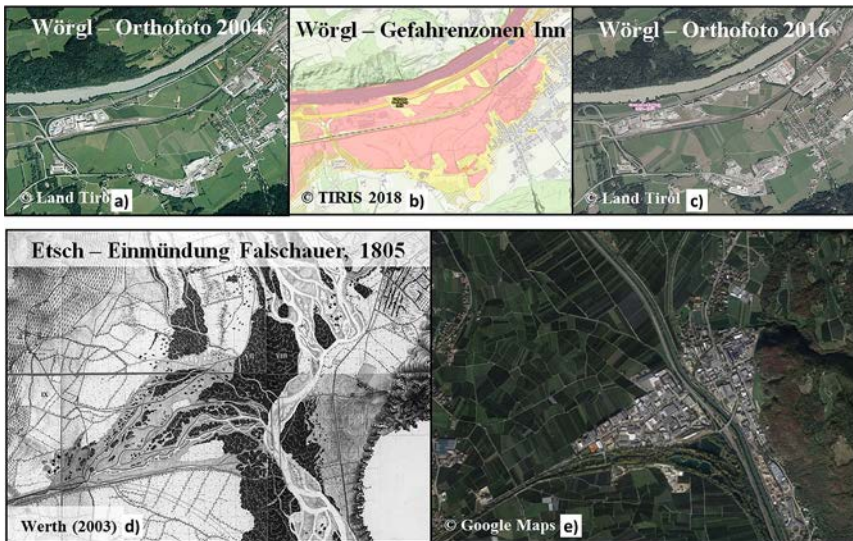 Wörgl – Orthofoto 2004
© Land Tirol a)
Wörgl – Gefahrenzonen Inn
© TIRIS 2018 b)
Wörgl – Orthofoto 2016
© Land Tirol c)
Etsch – Einmündung Falschauer, 1805
Werth (2003) d)
© Google Maps e)